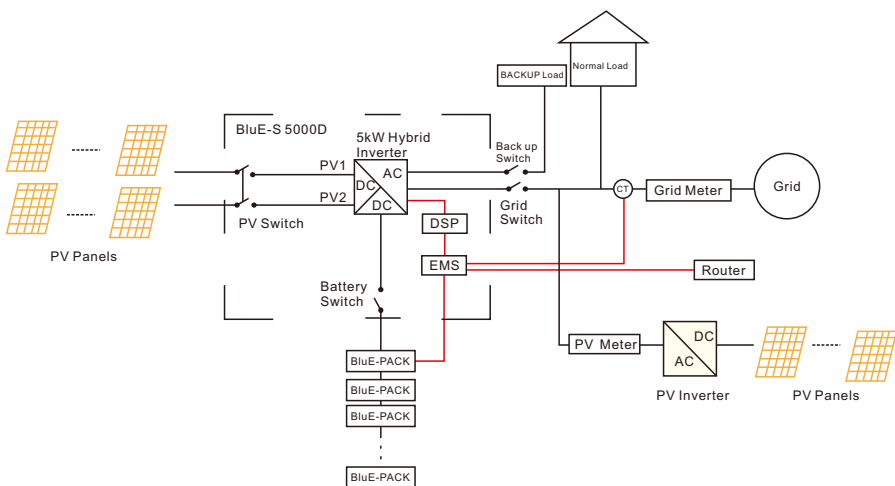 BACKUP Load
Normal Load
BluE-S 5000D
5kW Hybrid
Inverter
Back up
Switch
PV1
AC
DC
PV2
DC
Grid
Switch
CT
Grid Meter
Grid
PV Switch
DSP
PV Panels
EMS
Router
Battery
Switch
PV Meter
DC
AC
BluE-PACK
BluE-PACK
BluE-PACK
PV Inverter
PV Panels
BluE-PACK